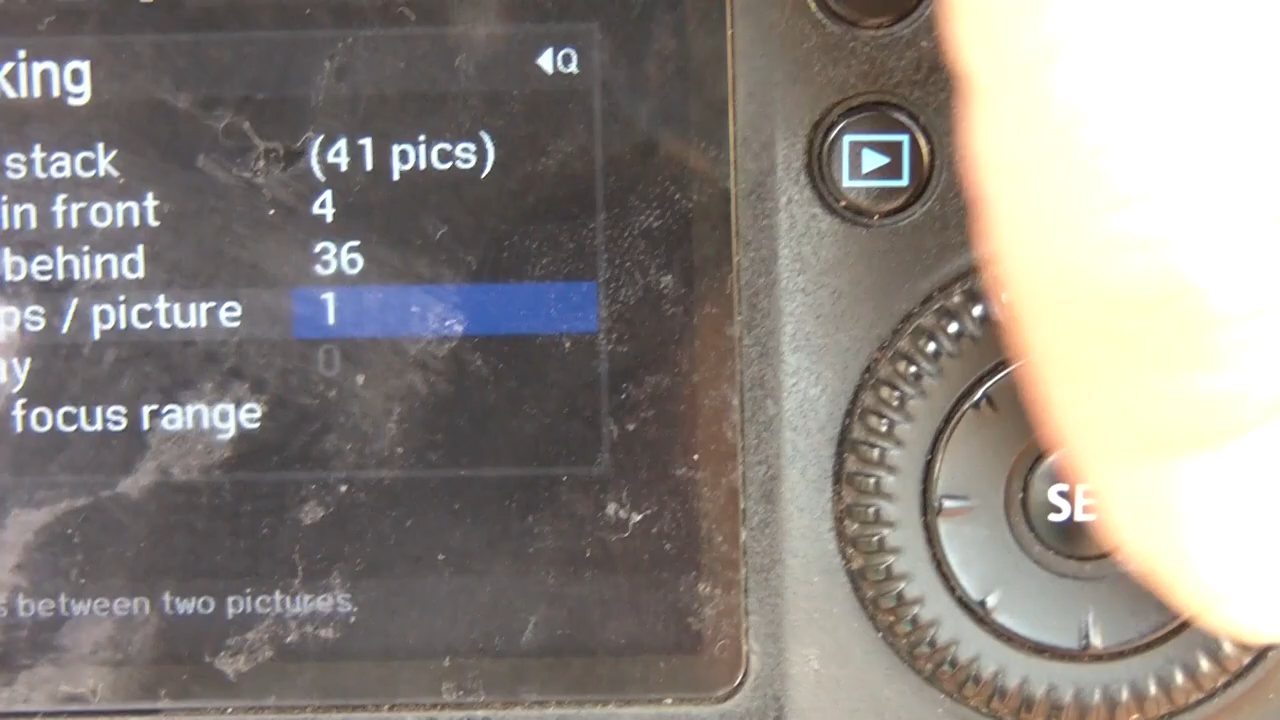 king
Q
stack (41 pics)
in front 4
behind 36
ps / picture 1
ay 0
focus range
s between two pictures.
SE